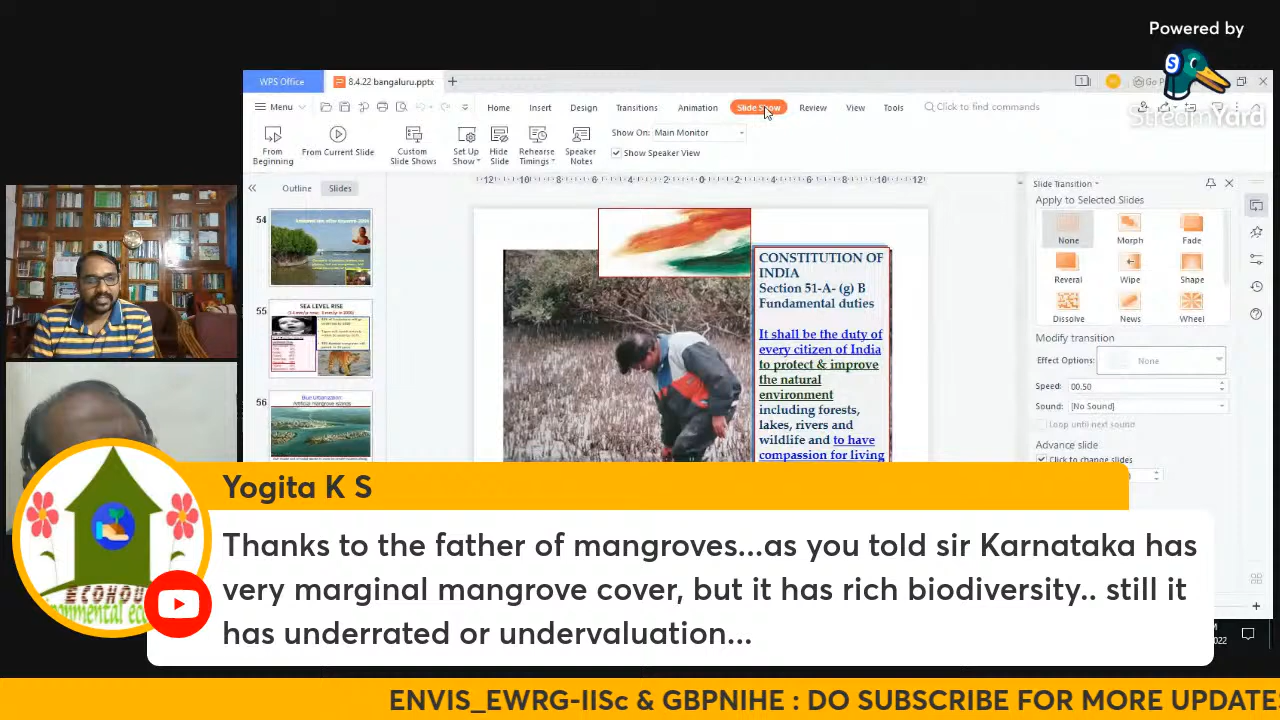 Powered by
StreamYard
WPS Office
8.4.22 bangaluru.pptx
Menu
Home
Insert
Design
Transitions
Animation
Slide Show
Review
View
Tools
Click to find commands
From Beginning
From Current Slide
Custom Slide Shows
Set Up Show
Hide Slide
Rehearse Timings
Speaker Notes
Show On:
Main Monitor
Show Speaker View
Outline
Slides
54
55
SEA LEVEL RISE
56
Blue Urbanization:
Artificial mangrove islands
CONSTITUTION OF
INDIA
Section 51-A- (g) B
Fundamental duties
It shall be the duty of
every citizen of India
to protect & improve
the natural
environment
including forests,
lakes, rivers and
wildlife and to have
compassion for living
Slide Transition
Apply to Selected Slides
None
Morph
Fade
Reveral
Wipe
Shape
Dissolve
News
Wheel
Modify transition
Effect Options:
None
Speed:
00.50
Sound:
[No Sound]
Loop until next sound
Advance slide
Click to change slides
Yogita K S
Thanks to the father of mangroves...as you told sir Karnataka has
very marginal mangrove cover, but it has rich biodiversity.. still it
has underrated or undervaluation...
ENVIS_EWRG-IISc & GBPNIHE : DO SUBSCRIBE FOR MORE UPDATE